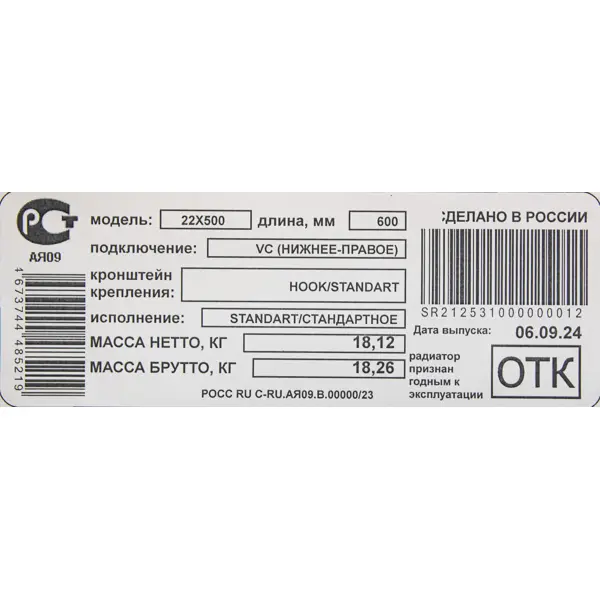 РСТ
АЯ09
модель: 22X500 длина, мм 600
подключение: VC (НИЖНЕЕ-ПРАВОЕ)
кронштейн крепления: HOOK/STANDART
исполнение: STANDART/СТАНДАРТНОЕ
МАССА НЕТТО, КГ 18,12
МАССА БРУТТО, КГ 18,26
РОСС RU C-RU.АЯ09.В.00000/23
4673744485219
СДЕЛАНО В РОССИИ
SR2125310000000012
Дата выпуска: 06.09.24
радиатор
признан
годным к
эксплуатации
ОТК